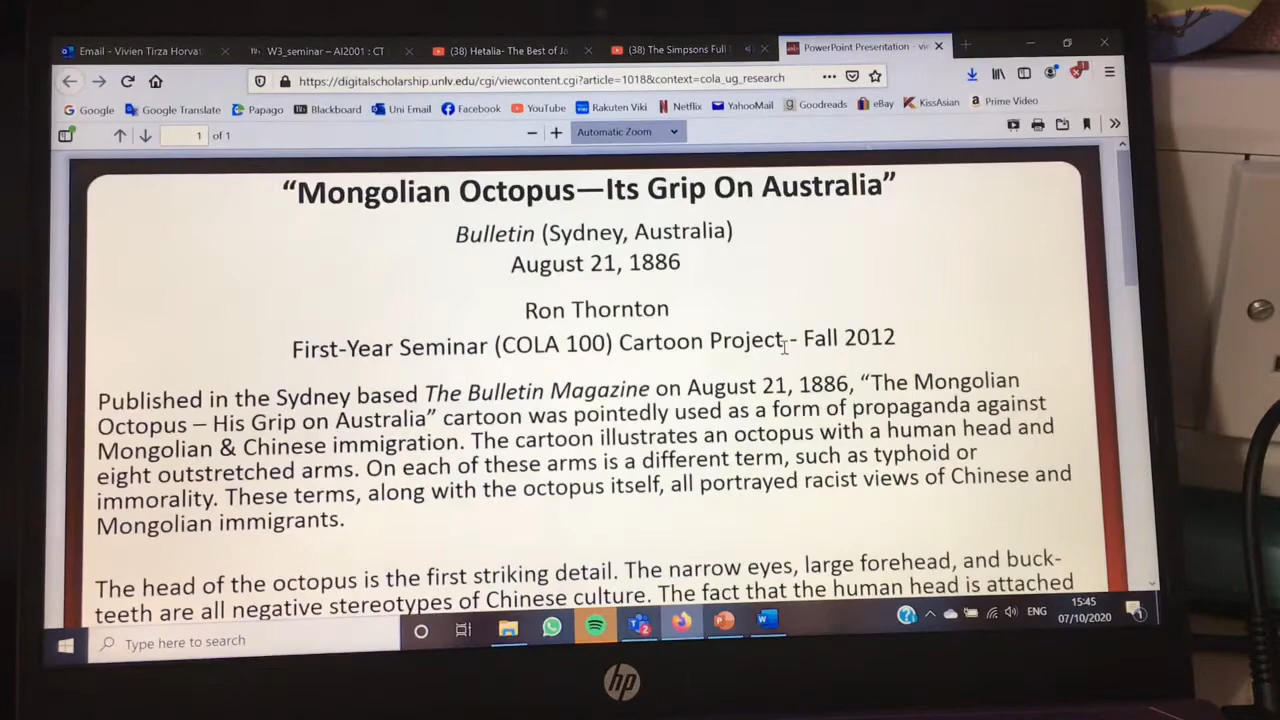 Email - Vivien Tirza Horvat
W3_seminar – AI2001 : CT
(38) Hetalia- The Best of Ja
(38) The Simpsons Full
PowerPoint Presentation - vie
https://digitalscholarship.unlv.edu/cgi/viewcontent.cgi?article=1018&context=cola_ug_research
Google
Google Translate
Papago
Blackboard
Uni Email
Facebook
YouTube
Rakuten Viki
Netflix
YahooMail
Goodreads
eBay
KissAsian
Prime Video
1 of 1
Automatic Zoom
“Mongolian Octopus—Its Grip On Australia”
Bulletin (Sydney, Australia)
August 21, 1886
Ron Thornton
First-Year Seminar (COLA 100) Cartoon Project - Fall 2012
Published in the Sydney based The Bulletin Magazine on August 21, 1886, “The Mongolian
Octopus – His Grip on Australia” cartoon was pointedly used as a form of propaganda against
Mongolian & Chinese immigration. The cartoon illustrates an octopus with a human head and
eight outstretched arms. On each of these arms is a different term, such as typhoid or
immorality. These terms, along with the octopus itself, all portrayed racist views of Chinese and
Mongolian immigrants.
The head of the octopus is the first striking detail. The narrow eyes, large forehead, and buck-
teeth are all negative stereotypes of Chinese culture. The fact that the human head is attached
Type here to search
ENG
15:45
07/10/2020
hp